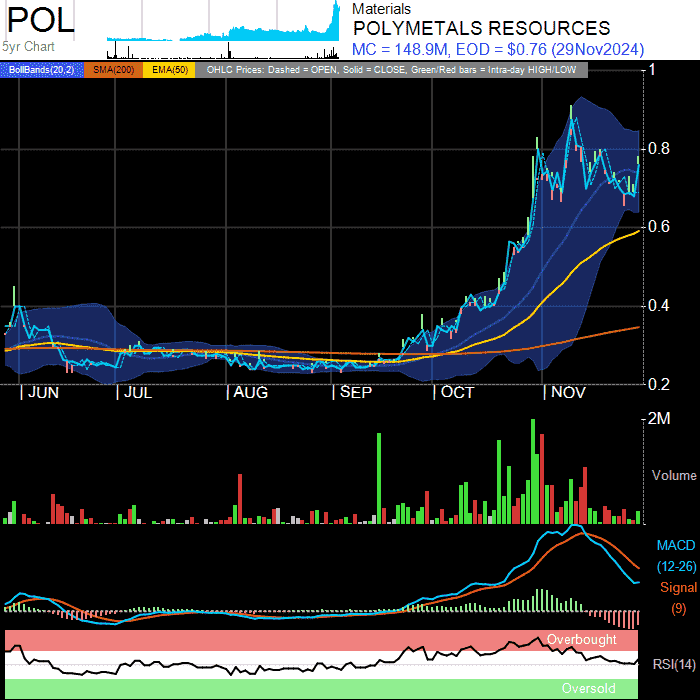 POL
5yr Chart
Materials
POLYMETALS RESOURCES
MC = 148.9M, EOD = $0.76 (29Nov2024)
BollBands(20,2) SMA(200) EMA(50) OHLC Prices: Dashed = OPEN, Solid = CLOSE, Green/Red bars = Intra-day HIGH/LOW
1
0.8
0.6
0.4
0.2
JUN JUL AUG SEP OCT NOV
2M
Volume
MACD
(12-26)
Signal
(9)
Overbought
RSI(14)
Oversold